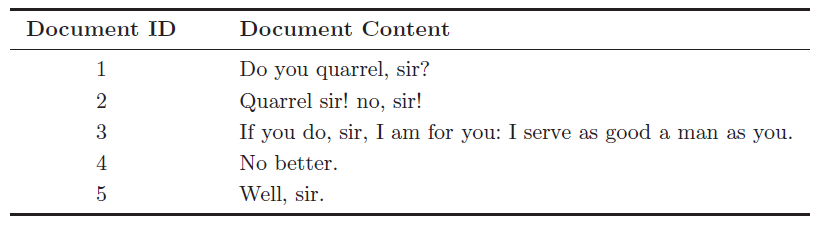 Document ID Document Content
1 Do you quarrel, sir?
2 Quarrel sir! no, sir!
3 If you do, sir, I am for you: I serve as good a man as you.
4 No better.
5 Well, sir.